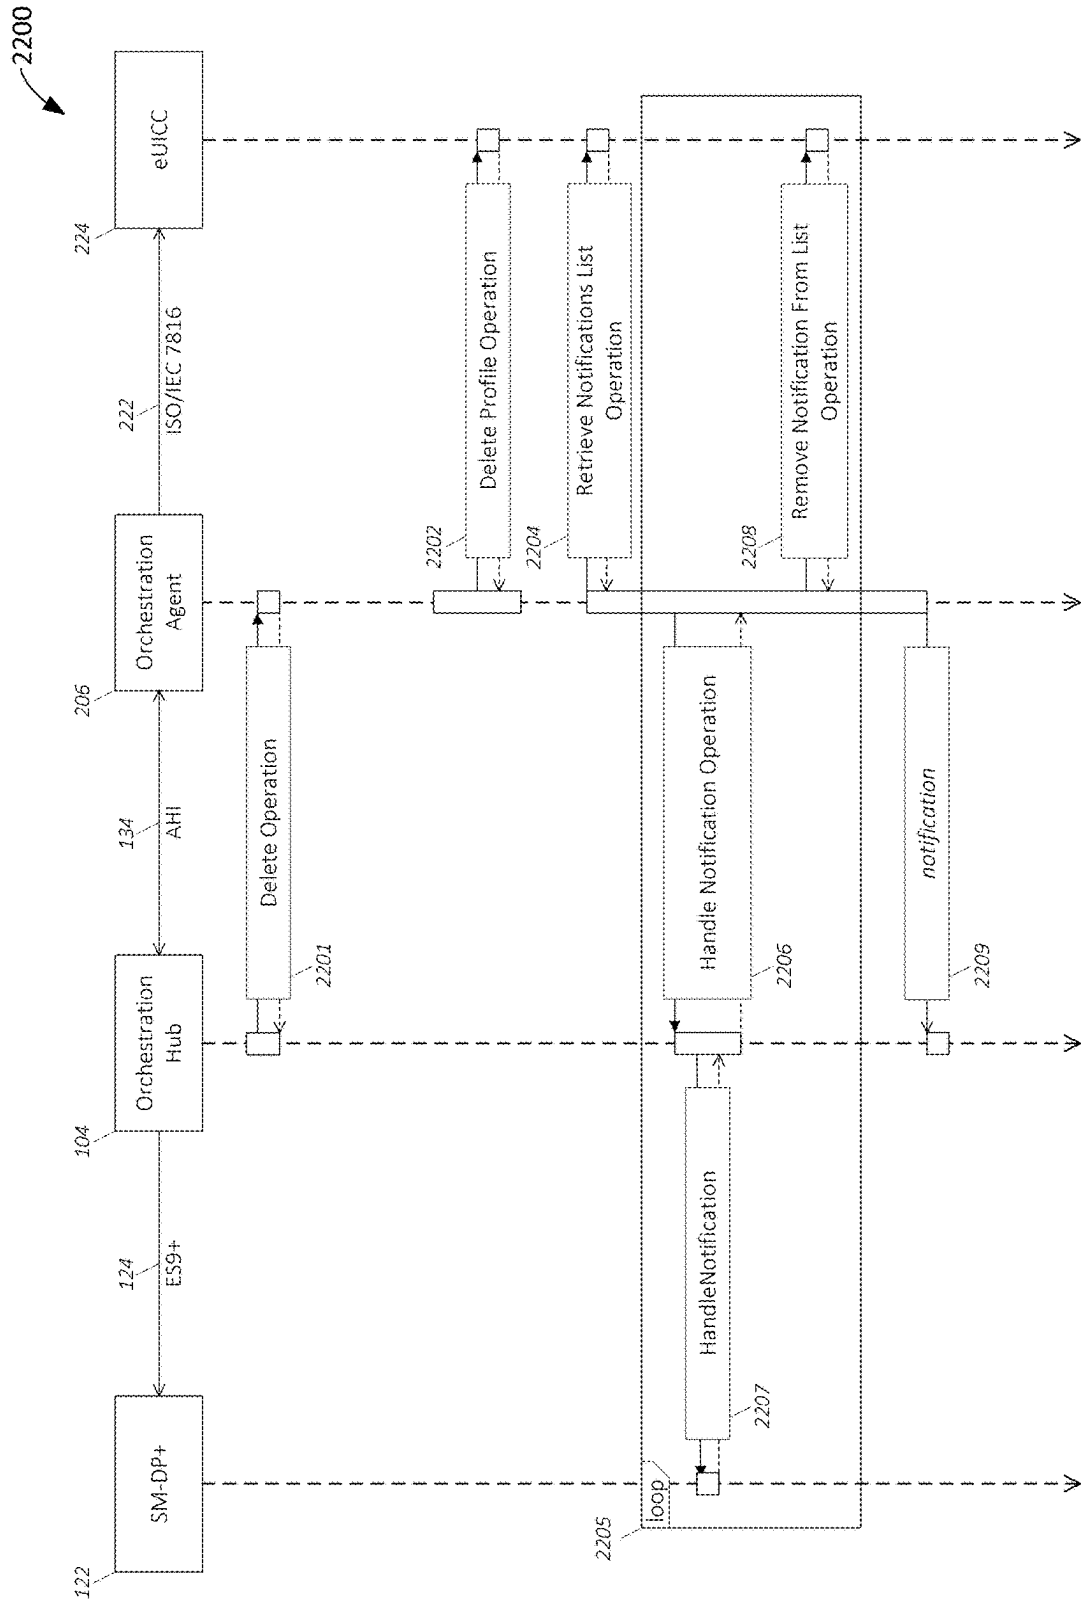 2200
122
SM-DP+
124
ES9+
104
Orchestration
Hub
134
AHI
206
Orchestration
Agent
222
ISO/IEC 7816
224
eUICC
2201
Delete Operation
2202
Delete Profile Operation
2204
Retrieve Notifications List
Operation
2205
loop
2206
Handle Notification Operation
2207
HandleNotification
2208
Remove Notification From List
Operation
2209
notification